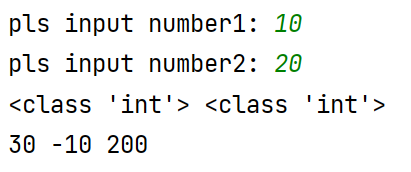 pls input number1: 10
pls input number2: 20
<class 'int'> <class 'int'>
30 -10 200